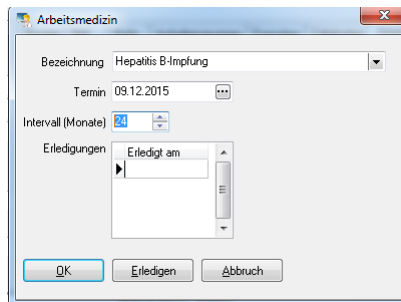 Arbeitsmedizin
Bezeichnung Hepatitis B-Impfung
Termin 09.12.2015
Intervall (Monate) 24
Erledigungen Erledigt am
OK Erledigen Abbruch